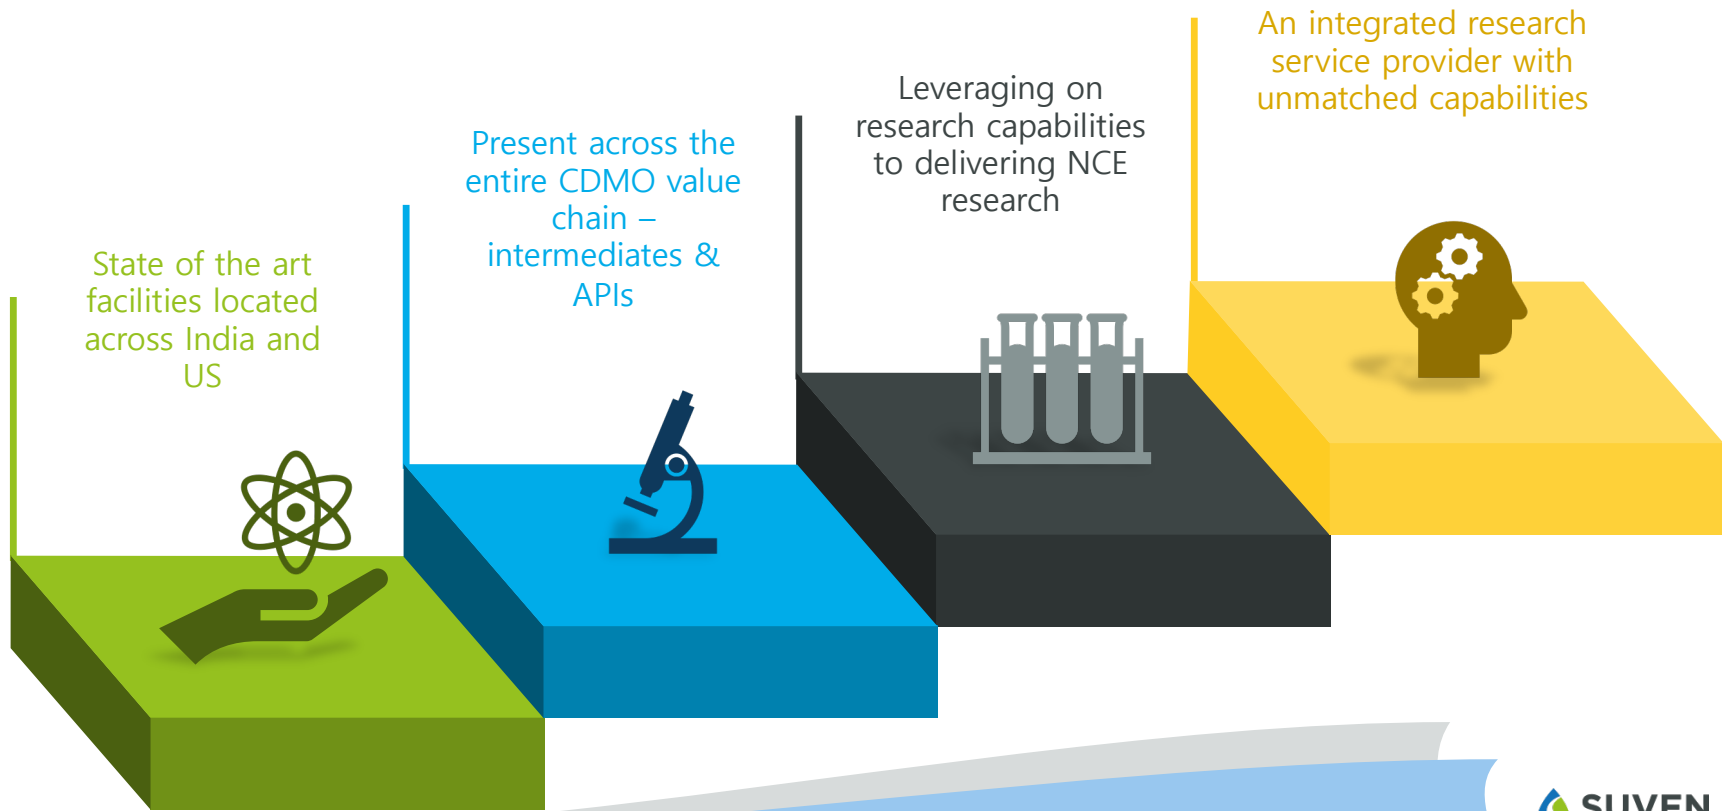 State of the art
facilities located
across India and
US
Present across the
entire CDMO value
chain –
intermediates &
APIs
Leveraging on
research capabilities
to delivering NCE
research
An integrated research
service provider with
unmatched capabilities
SUVEN